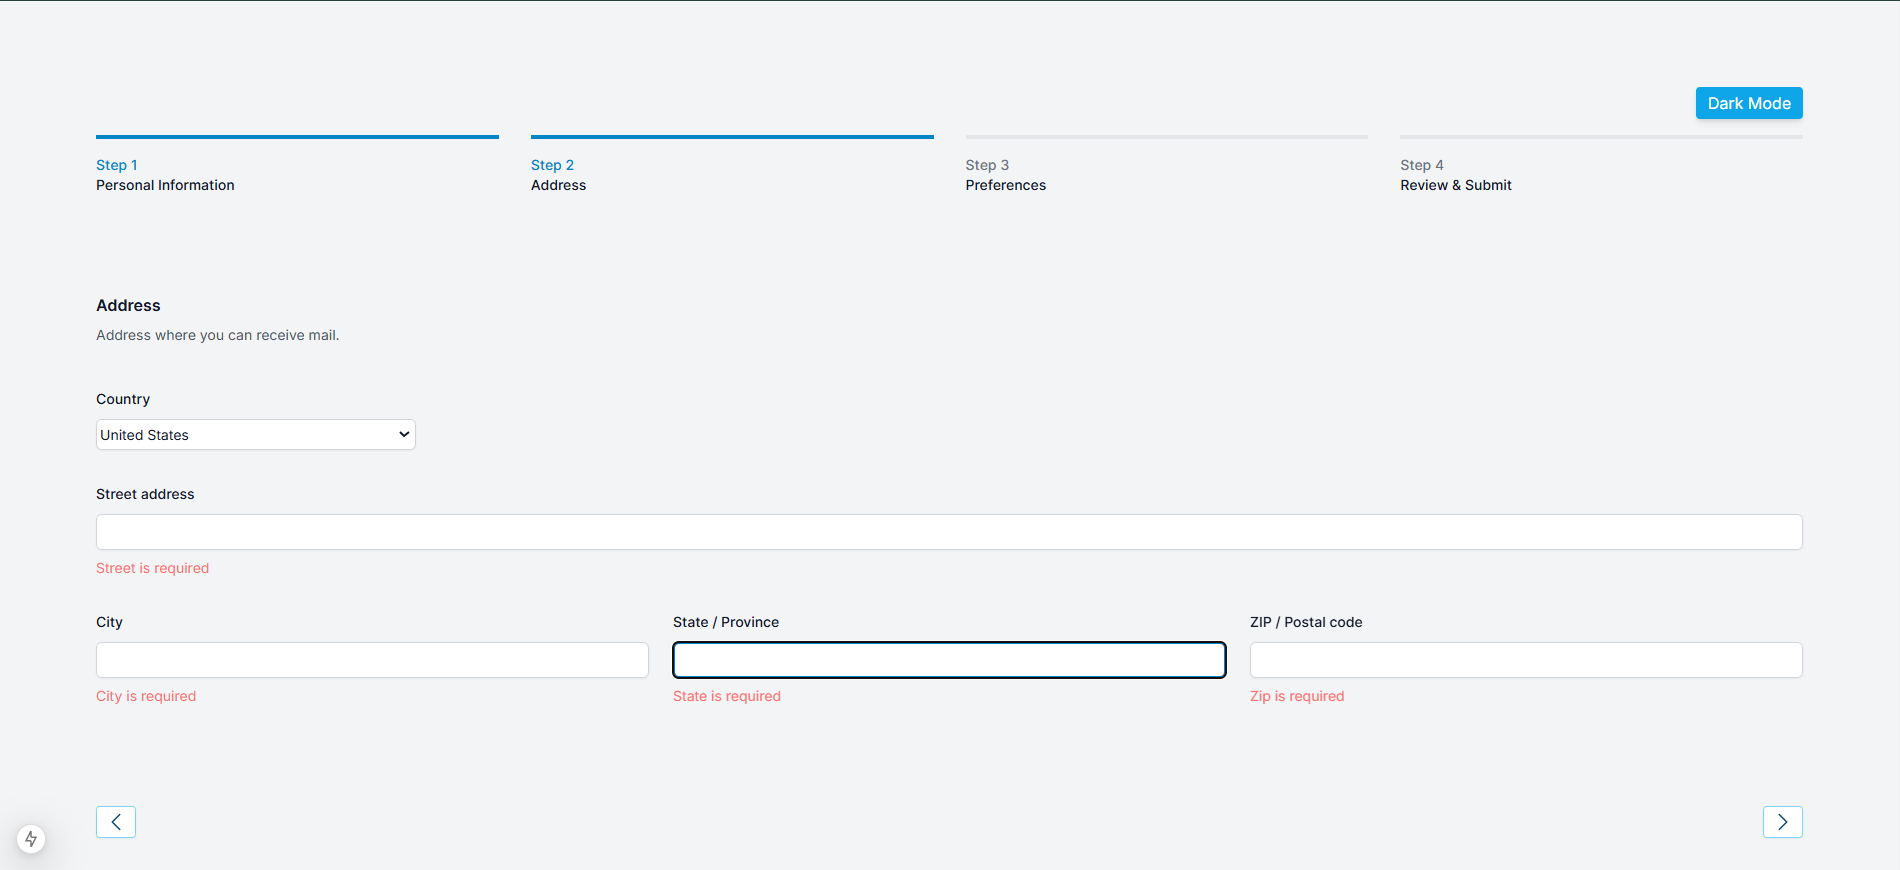 Dark Mode
Step 1
Personal Information
Step 2
Address
Step 3
Preferences
Step 4
Review & Submit
Address
Address where you can receive mail.
Country
United States
Street address
Street is required
City
State / Province
ZIP / Postal code
City is required
State is required
Zip is required